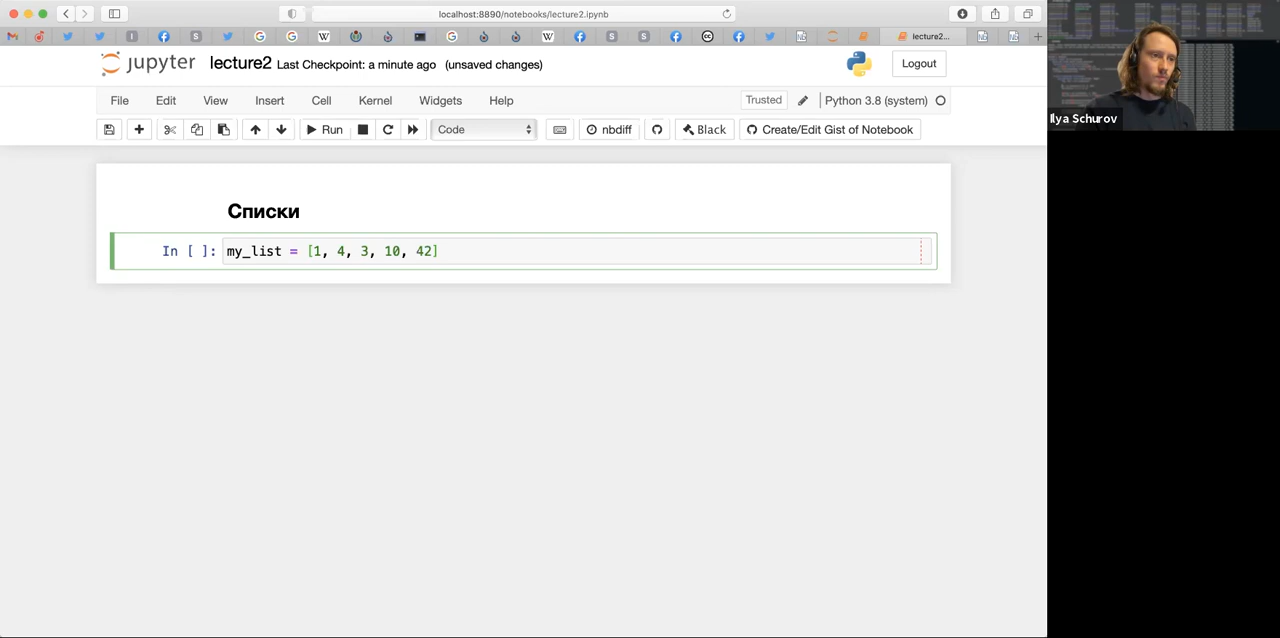 localhost:8890/notebooks/lecture2.ipynb
lecture2...
jupyter lecture2 Last Checkpoint: a minute ago (unsaved changes)
Logout
File Edit View Insert Cell Kernel Widgets Help
Trusted Python 3.8 (system)
Run Code nbdiff Black Create/Edit Gist of Notebook
Ilya Schurov
Списки
In [ ]: my_list = [1, 4, 3, 10, 42]